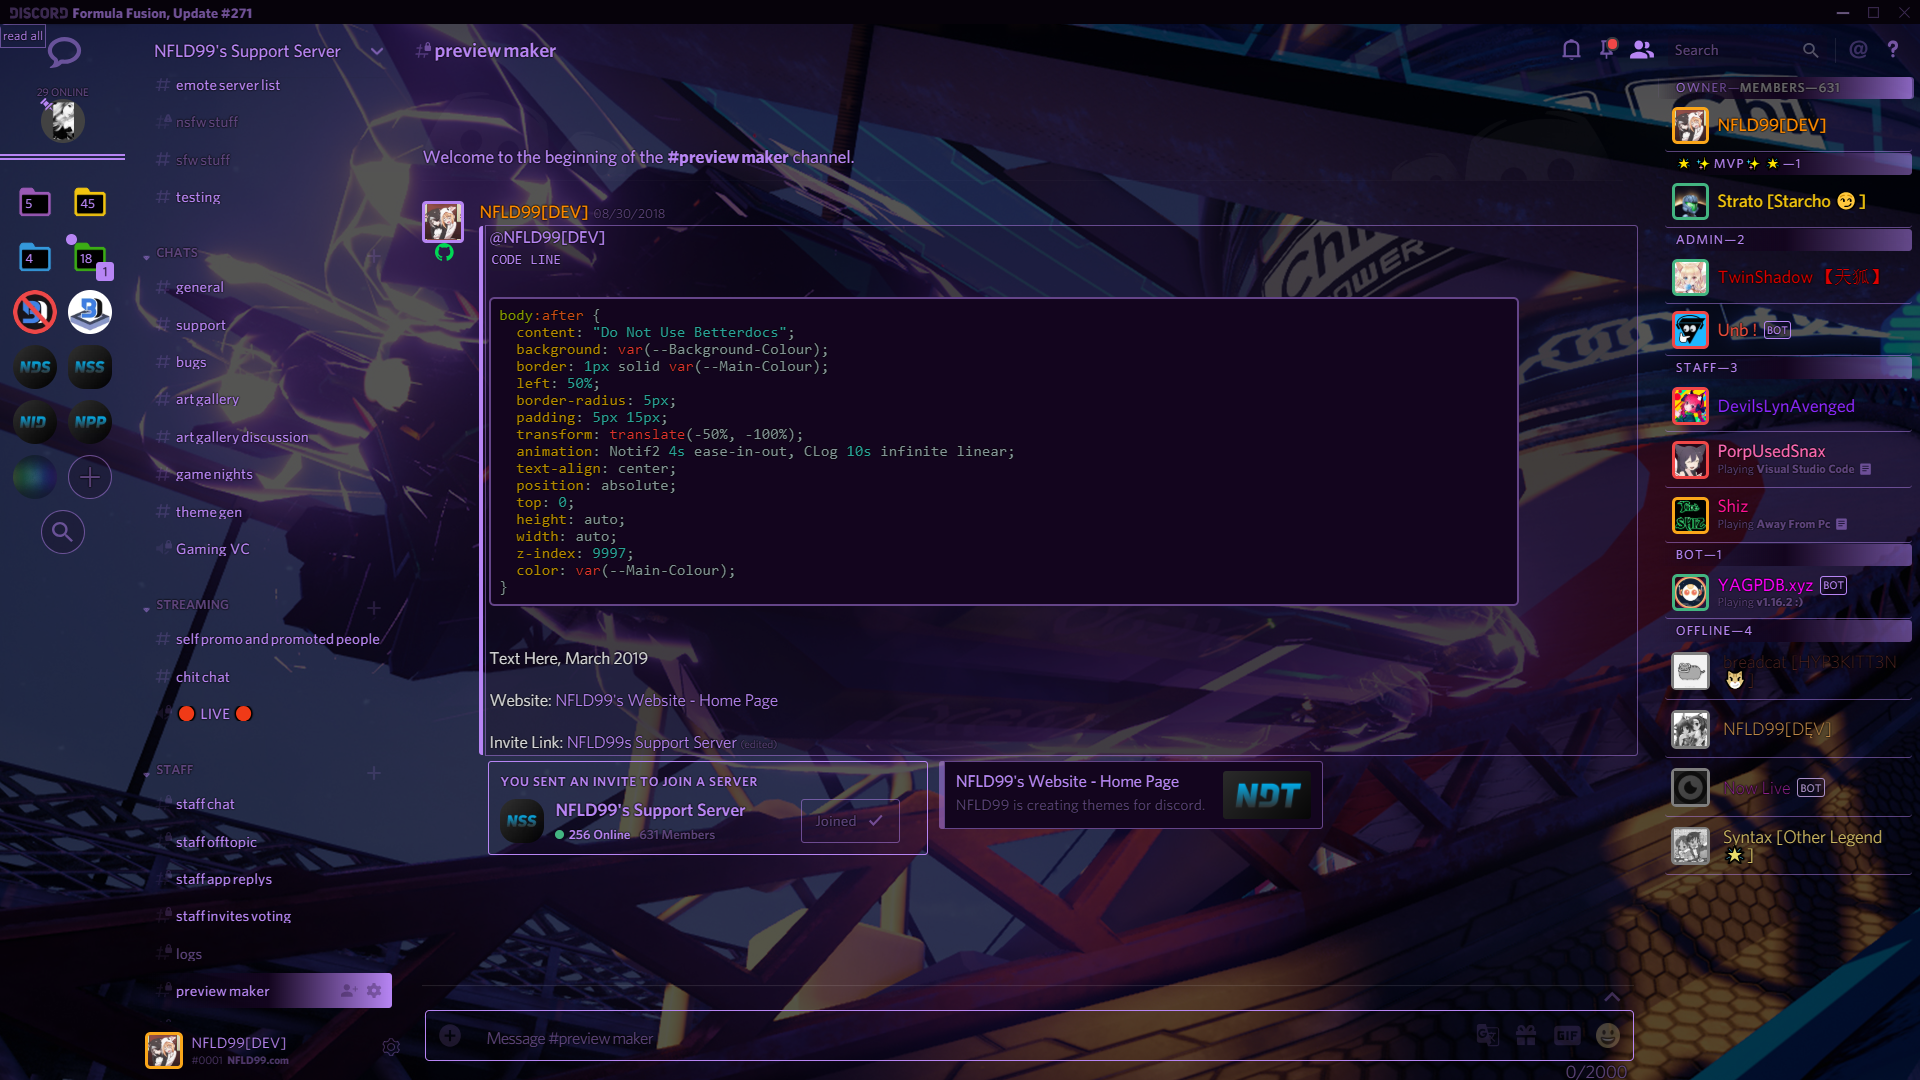 DISCORD Formula Fusion, Update #271
read all
29 ONLINE
5
45
4
18
1
NDS
NSS
NID
NPP
NFLD99's Support Server
emote server list
nsfw stuff
sfw stuff
testing
CHATS
general
support
bugs
art gallery
art gallery discussion
game nights
theme gen
Gaming VC
STREAMING
self promo and promoted people
chit chat
LIVE
STAFF
staff chat
staff offtopic
staff app replys
staff invites voting
logs
preview maker
NFLD99[DEV]
#0001 NFLD99.com
preview maker
Search
Welcome to the beginning of the #preview maker channel.
NFLD99[DEV] 08/30/2018
@NFLD99[DEV]
CODE LINE
body:after {
content: "Do Not Use Betterdocs";
background: var(--Background-Colour);
border: 1px solid var(--Main-Colour);
left: 50%;
border-radius: 5px;
padding: 5px 15px;
transform: translate(-50%, -100%);
animation: Notif2 4s ease-in-out, CLog 10s infinite linear;
text-align: center;
position: absolute;
top: 0;
height: auto;
width: auto;
z-index: 9997;
color: var(--Main-Colour);
}
Text Here, March 2019
Website: NFLD99's Website - Home Page
Invite Link: NFLD99s Support Server (edited)
YOU SENT AN INVITE TO JOIN A SERVER
NSS
NFLD99's Support Server
256 Online 631 Members
Joined
NFLD99's Website - Home Page
NFLD99 is creating themes for discord.
NDT
Message #preview maker
GIF
0/2000
OWNER—MEMBERS—631
NFLD99[DEV]
MVP —1
Strato [Starcho 😏]
ADMIN—2
TwinShadow 【天狐】
Unb ! BOT
STAFF—3
DevilsLynAvenged
PorpUsedSnax
Playing Visual Studio Code
Shiz
Playing Away From Pc
BOT—1
YAGPDB.xyz BOT
Playing v1.16.2 :)
OFFLINE—4
breadcat [HYP3KITT3N
]
NFLD99[DEV]
Now Live BOT
Syntax [Other Legend
🌟]